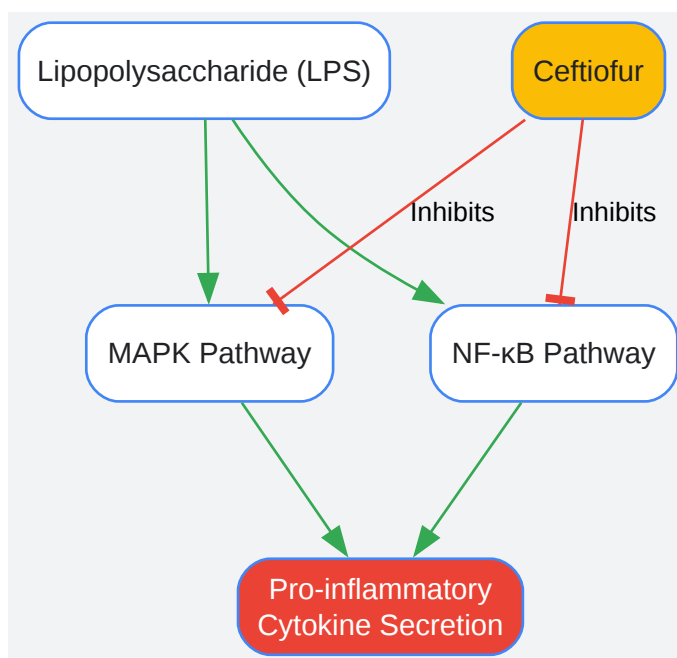 Lipopolysaccharide (LPS)
Ceftiofur
Inhibits
Inhibits
MAPK Pathway
NF-κB Pathway
Pro-inflammatory
Cytokine Secretion